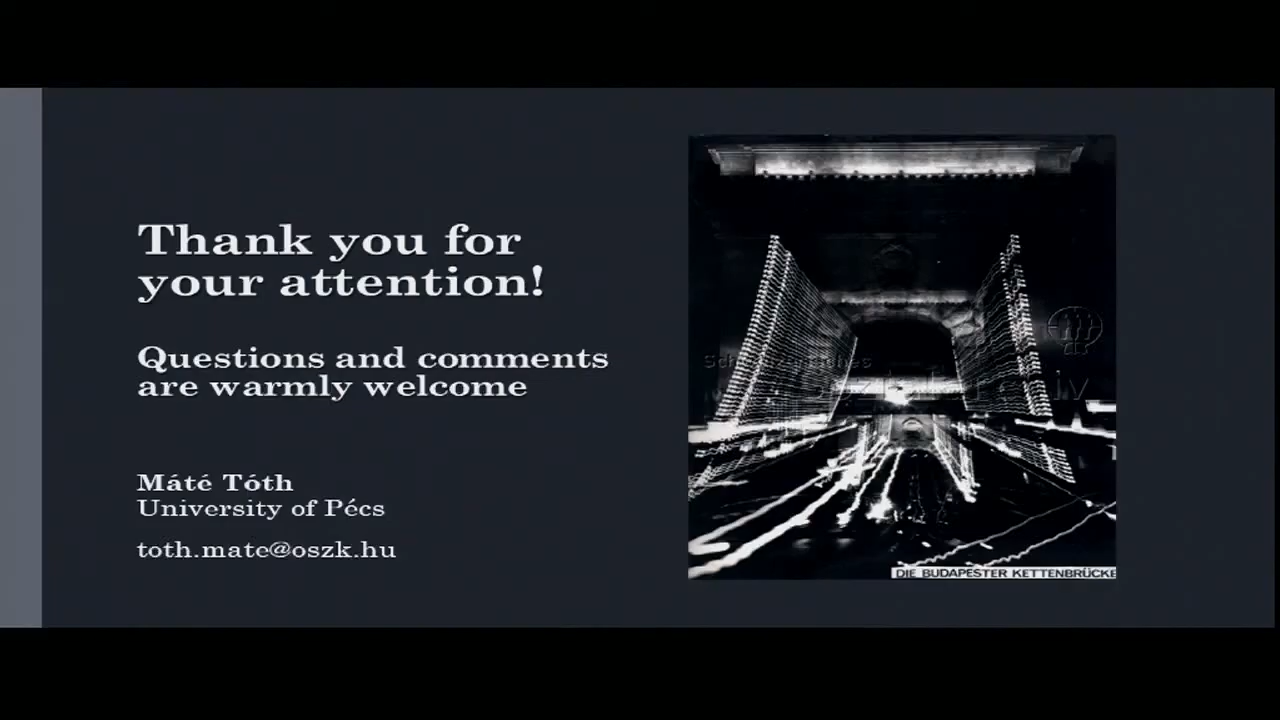 Thank you for
your attention!
Questions and comments
are warmly welcome
Máté Tóth
University of Pécs
toth.mate@oszk.hu
DIE BUDAPESTER KETTENBRÜCKE